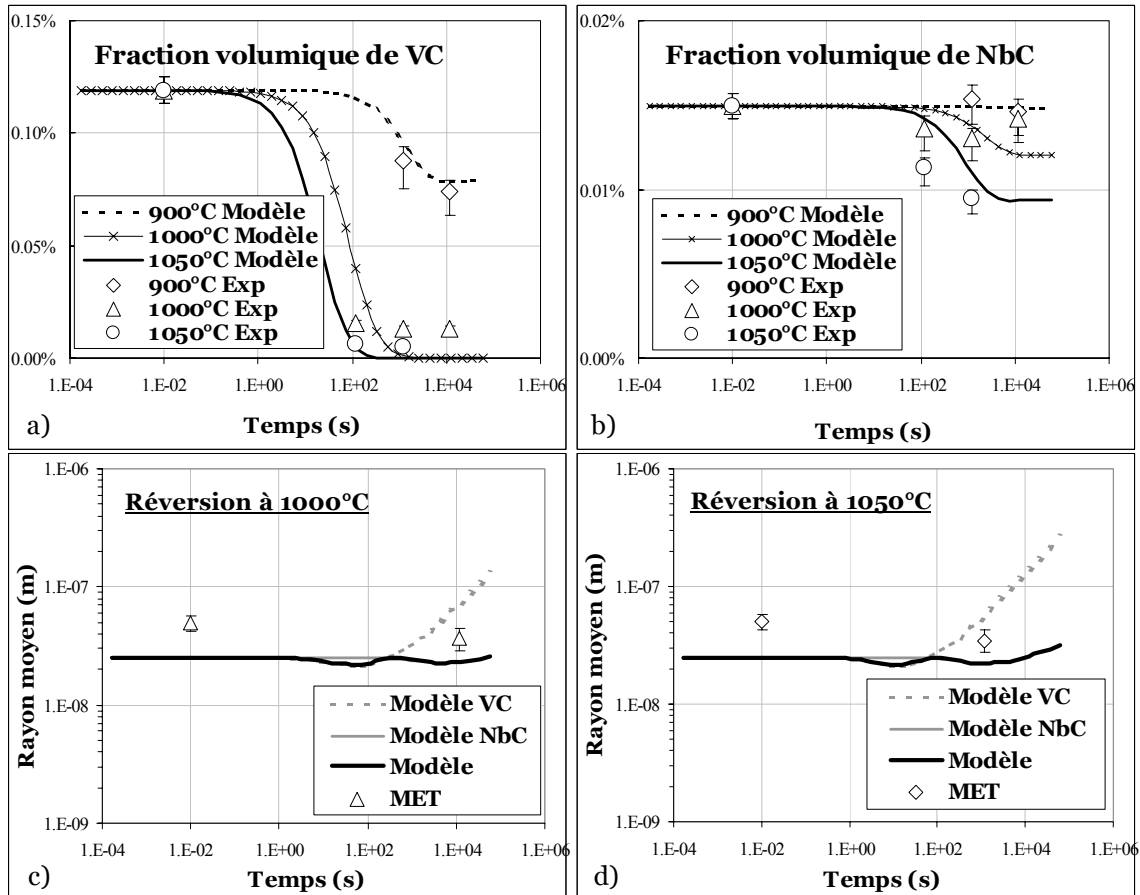 0.15%
Fraction volumique de VC
0.10%
0.05%
0.00%
900°C Modèle
1000°C Modèle
1050°C Modèle
900°C Exp
1000°C Exp
1050°C Exp
1.E-04 1.E-02 1.E+00 1.E+02 1.E+04 1.E+06
Temps (s)
a)
0.02%
Fraction volumique de NbC
0.01%
0.00%
900°C Modèle
1000°C Modèle
1050°C Modèle
900°C Exp
1000°C Exp
1050°C Exp
1.E-04 1.E-02 1.E+00 1.E+02 1.E+04 1.E+06
Temps (s)
b)
1.E-06
Réversion à 1000°C
1.E-07
1.E-08
1.E-09
Rayon moyen (m)
Modèle VC
Modèle NbC
Modèle
MET
1.E-04 1.E-02 1.E+00 1.E+02 1.E+04 1.E+06
Temps (s)
c)
1.E-06
Réversion à 1050°C
1.E-07
1.E-08
1.E-09
Rayon moyen (m)
Modèle VC
Modèle NbC
Modèle
MET
1.E-04 1.E-02 1.E+00 1.E+02 1.E+04 1.E+06
Temps (s)
d)